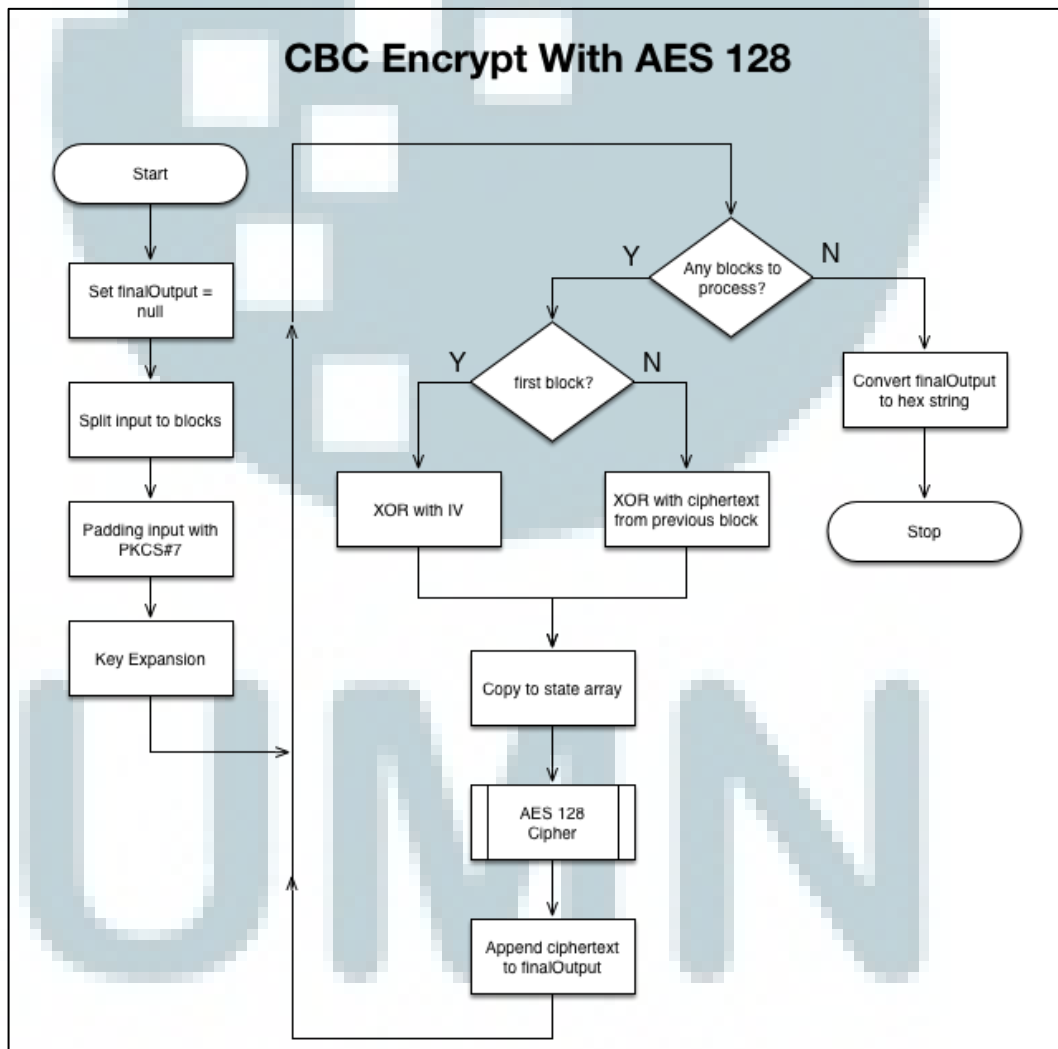 CBC Encrypt With AES 128
Start
Set finalOutput =
null
Split input to blocks
Padding input with
PKCS#7
Key Expansion
Any blocks to
process?
Y
N
first block?
Y
N
XOR with IV
XOR with ciphertext
from previous block
Copy to state array
AES 128
Cipher
Append ciphertext
to finalOutput
Convert finalOutput
to hex string
Stop
UMN